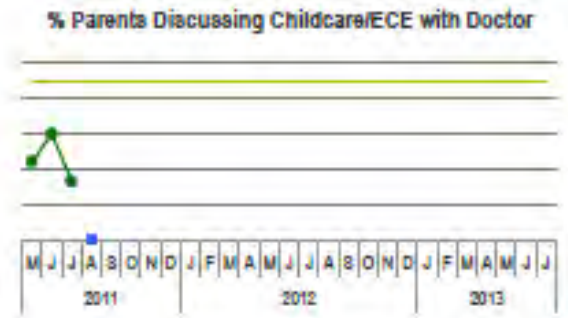 % Parents Discussing Childcare/ECE with Doctor
M J J A S O N D J F M A M J J A S O N D J F M A M J J
2011 2012 2013